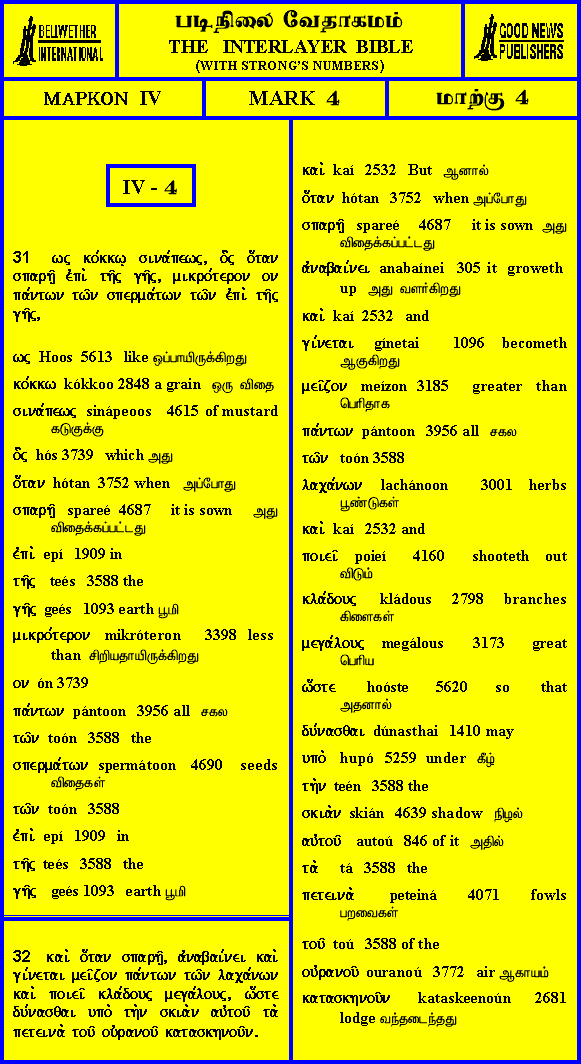 BELLWETHER
INTERNATIONAL
படிநிலை வேதாகமம்
THE INTERLAYER BIBLE
(WITH STRONG'S NUMBERS)
GOOD NEWS
PUBLISHERS
ΜΑΡΚΟΝ IV
MARK 4
மாற்கு 4
IV - 4
31 ως κόκκῳ σινάπεως, ὃς ὅταν
σπαρῇ ἐπὶ τῆς γῆς, μικρότερον ον
πάντων τῶν σπερμάτων τῶν ἐπὶ τῆς
γῆς,
ως Hoos 5613 like ஒப்பாயிருக்கிறது
κόκκω kókkoo 2848 a grain ஒரு விதை
σινάπεως sinápeoos 4615 of mustard
கடுகுக்கு
ὃς hós 3739 which அது
ὅταν hótan 3752 when அப்போது
σπαρῇ spareé 4687 it is sown அது
விதைக்கப்பட்டது
ἐπὶ epí 1909 in
τῆς teés 3588 the
γῆς geés 1093 earth பூமி
μικρότερον mikróteron 3398 less
than சிறியதாயிருக்கிறது
ον ón 3739
πάντων pántoon 3956 all சகல
τῶν toón 3588 the
σπερμάτων spermátoon 4690 seeds
விதைகள்
τῶν toón 3588
ἐπὶ epí 1909 in
τῆς teés 3588 the
γῆς geés 1093 earth பூமி
32 καὶ ὅταν σπαρῇ, ἀναβαίνει καὶ
γίνεται μεῖζον πάντων τῶν λαχάνων
καὶ ποιεῖ κλάδους μεγάλους, ὥστε
δύνασθαι υπὸ τὴν σκιὰν αὐτοῦ τὰ
πετεινὰ τοῦ οὐρανοῦ κατασκηνοῦν.
καὶ kaí 2532 But ஆனால்
ὅταν hótan 3752 when அப்போது
σπαρῇ spareé 4687 it is sown அது
விதைக்கப்பட்டது
ἀναβαίνει anabaínei 305 it groweth
up அது வளர்கிறது
καὶ kaí 2532 and
γίνεται gínetai 1096 becometh
ஆகுகிறது
μεῖζον meízon 3185 greater than
பெரிதாக
πάντων pántoon 3956 all சகல
τῶν toón 3588
λαχάνων lachánoon 3001 herbs
பூண்டுகள்
καὶ kaí 2532 and
ποιεῖ poieí 4160 shooteth out
விடும்
κλάδους kládous 2798 branches
கிளைகள்
μεγάλους megálous 3173 great
பெரிய
ὥστε hoóste 5620 so that
அதனால்
δύνασθαι dúnasthai 1410 may
υπὸ hupó 5259 under கீழ்
τὴν teén 3588 the
σκιὰν skián 4639 shadow நிழல்
αὐτοῦ autoú 846 of it அதில்
τὰ tá 3588 the
πετεινὰ peteiná 4071 fowls
பறவைகள்
τοῦ toú 3588 of the
οὐρανοῦ ouranoú 3772 air ஆகாயம்
κατασκηνοῦν kataskeenoún 2681
lodge வந்தடைந்தது